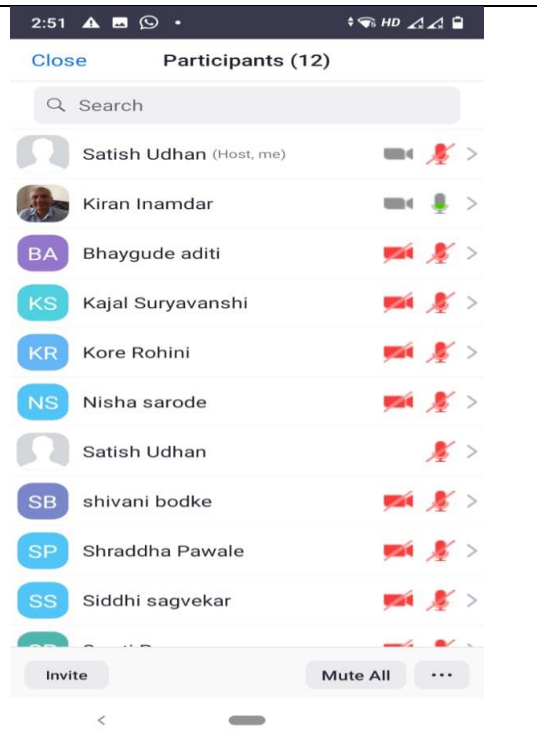 2:51 HD
Close Participants (12)
Search
Satish Udhan (Host, me)
Kiran Inamdar
BA Bhaygude aditi
KS Kajal Suryavanshi
KR Kore Rohini
NS Nisha sarode
Satish Udhan
SB shivani bodke
SP Shraddha Pawale
SS Siddhi sagvekar
Invite Mute All ...